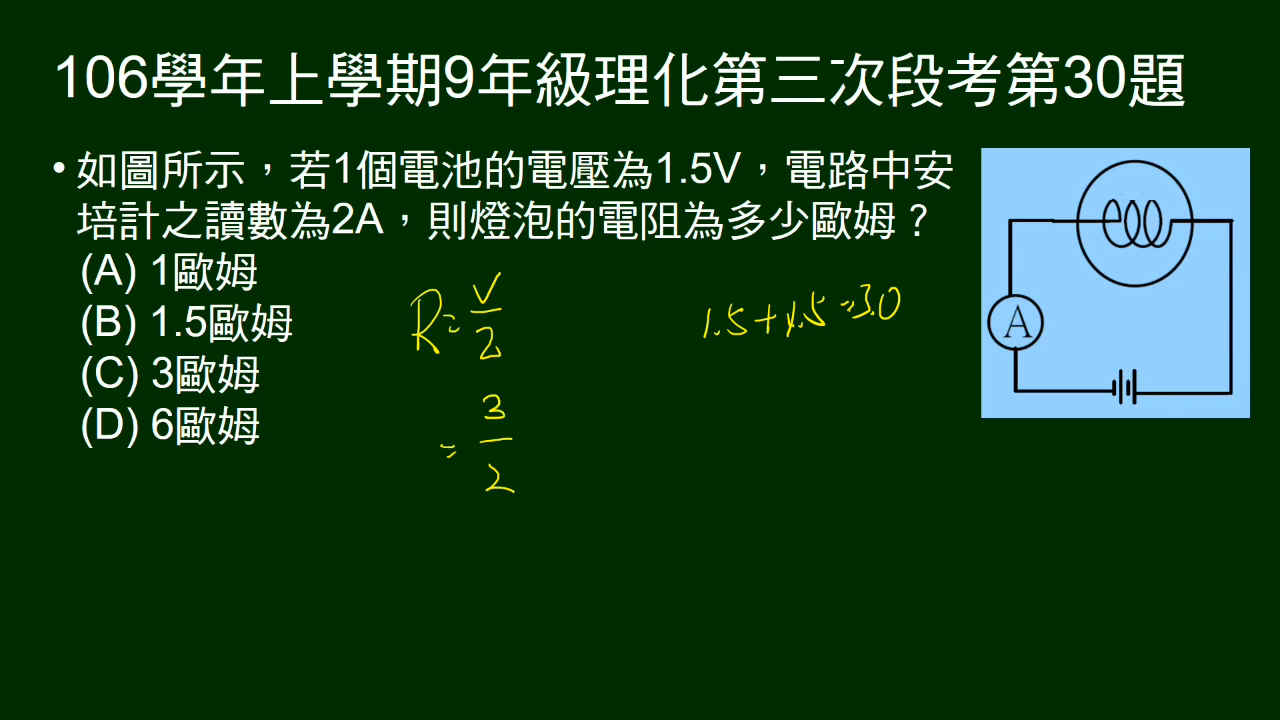 106學年上學期9年級理化第三次段考第30題
•如圖所示，若1個電池的電壓為1.5V，電路中安
培計之讀數為2A，則燈泡的電阻為多少歐姆？
(A) 1歐姆
(B) 1.5歐姆
(C) 3歐姆
(D) 6歐姆
R=V/2
=3/2
1.5+1.5=3.0
A